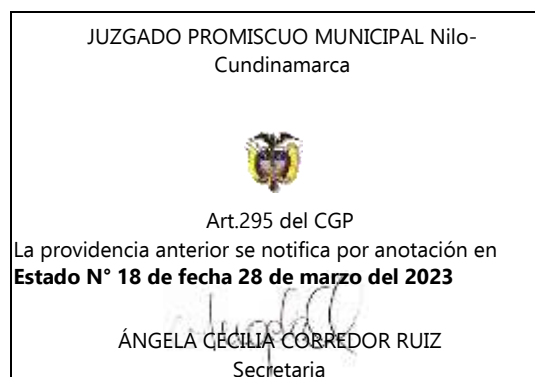 JUZGADO PROMISCUO MUNICIPAL Nilo-
Cundinamarca
Art.295 del CGP
La providencia anterior se notifica por anotación en
Estado N° 18 de fecha 28 de marzo del 2023
ÁNGELA CECILIA CORREDOR RUIZ
Secretaria